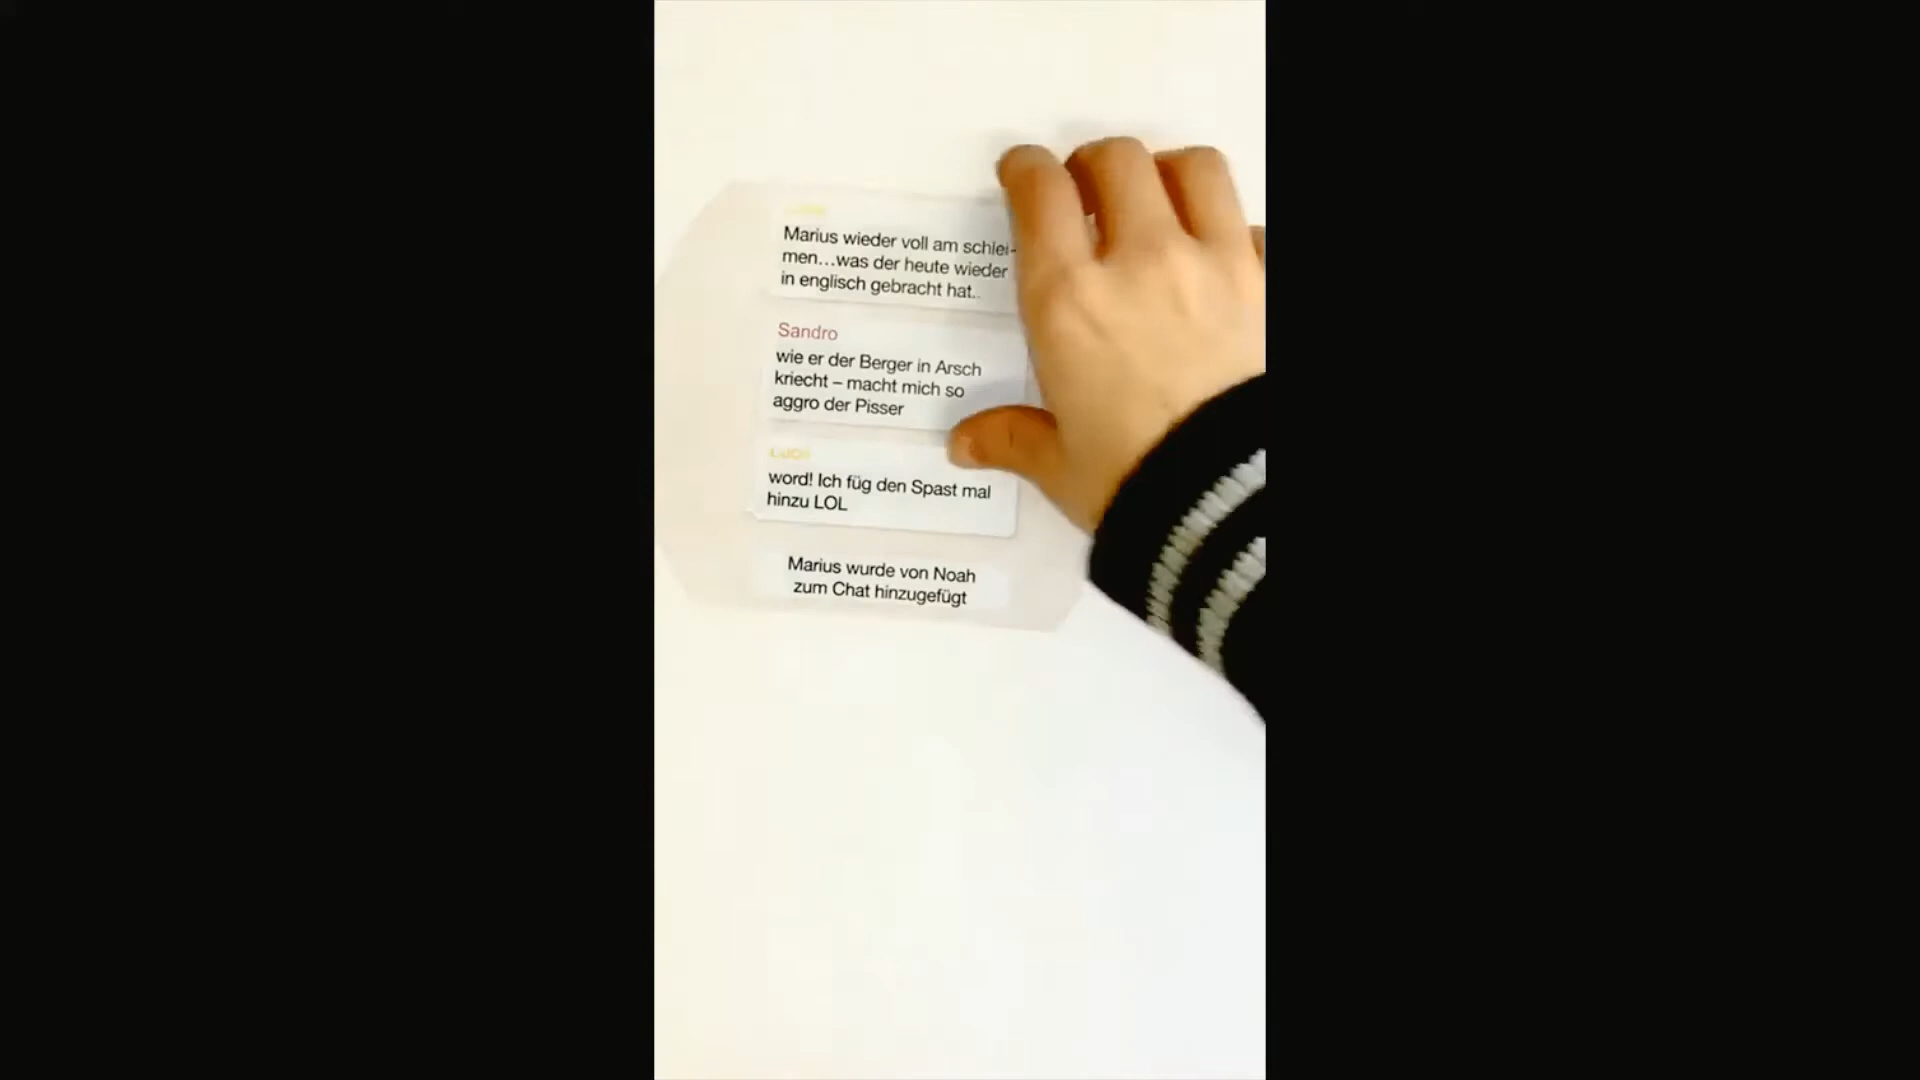 Marius wieder voll am schlei-
men...was der heute wieder
in englisch gebracht hat..
Sandro
wie er der Berger in Arsch
kriecht – macht mich so
aggro der Pisser
word! Ich füg den Spast mal
hinzu LOL
Marius wurde von Noah
zum Chat hinzugefügt